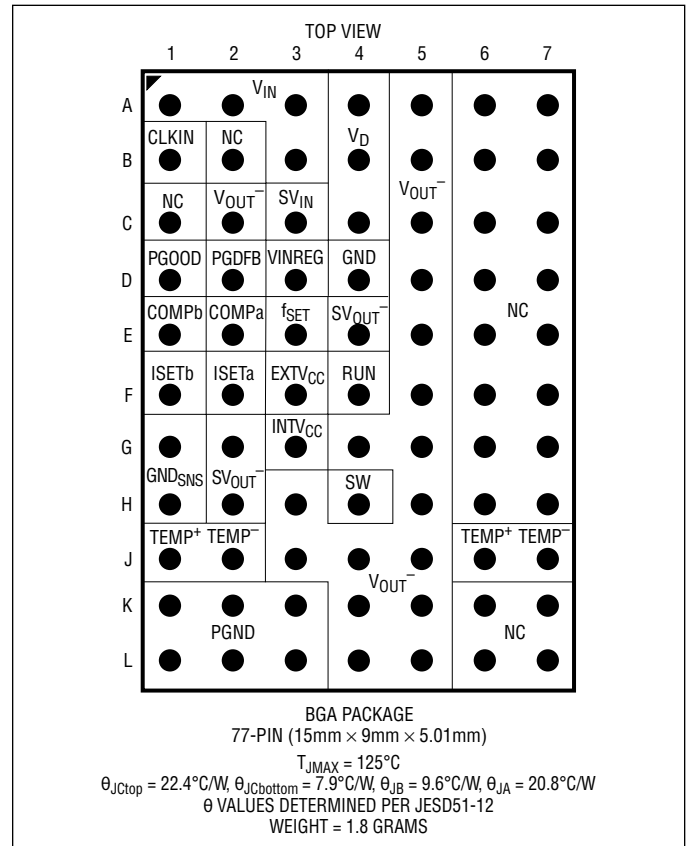 TOP VIEW
1 2 3 4 5 6 7
A VIN
B CLKIN NC VD
C NC VOUT– SVIN VOUT–
D PGOOD PGDFB VINREG GND
E COMPb COMPa fSET SVOUT– NC
F ISETb ISETa EXTVCC RUN
G INTVCC
H GNDSNS SVOUT– SW
J TEMP+ TEMP– TEMP+ TEMP–
VOUT–
K
PGND NC
L
BGA PACKAGE
77-PIN (15mm × 9mm × 5.01mm)
TJMAX = 125°C
θJCtop = 22.4°C/W, θJCbottom = 7.9°C/W, θJB = 9.6°C/W, θJA = 20.8°C/W
θ VALUES DETERMINED PER JESD51-12
WEIGHT = 1.8 GRAMS